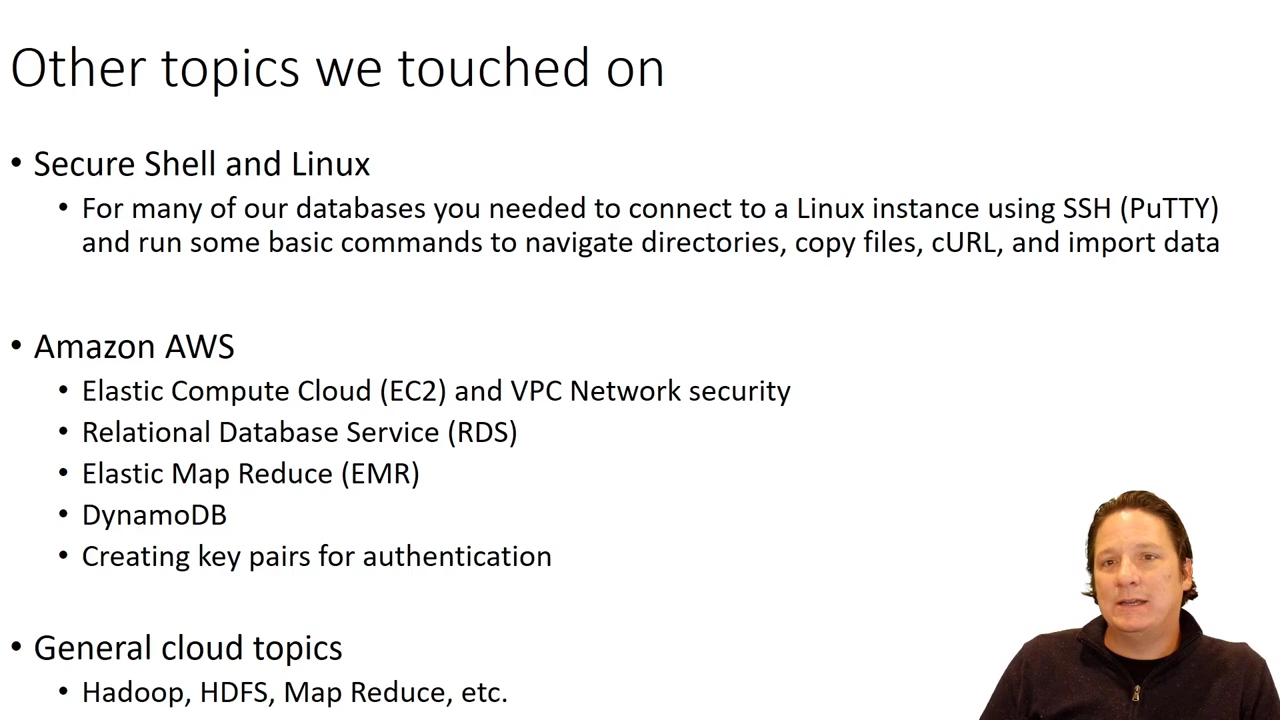 Other topics we touched on
• Secure Shell and Linux
• For many of our databases you needed to connect to a Linux instance using SSH (PuTTY)
and run some basic commands to navigate directories, copy files, cURL, and import data
• Amazon AWS
• Elastic Compute Cloud (EC2) and VPC Network security
• Relational Database Service (RDS)
• Elastic Map Reduce (EMR)
• DynamoDB
• Creating key pairs for authentication
• General cloud topics
• Hadoop, HDFS, Map Reduce, etc.